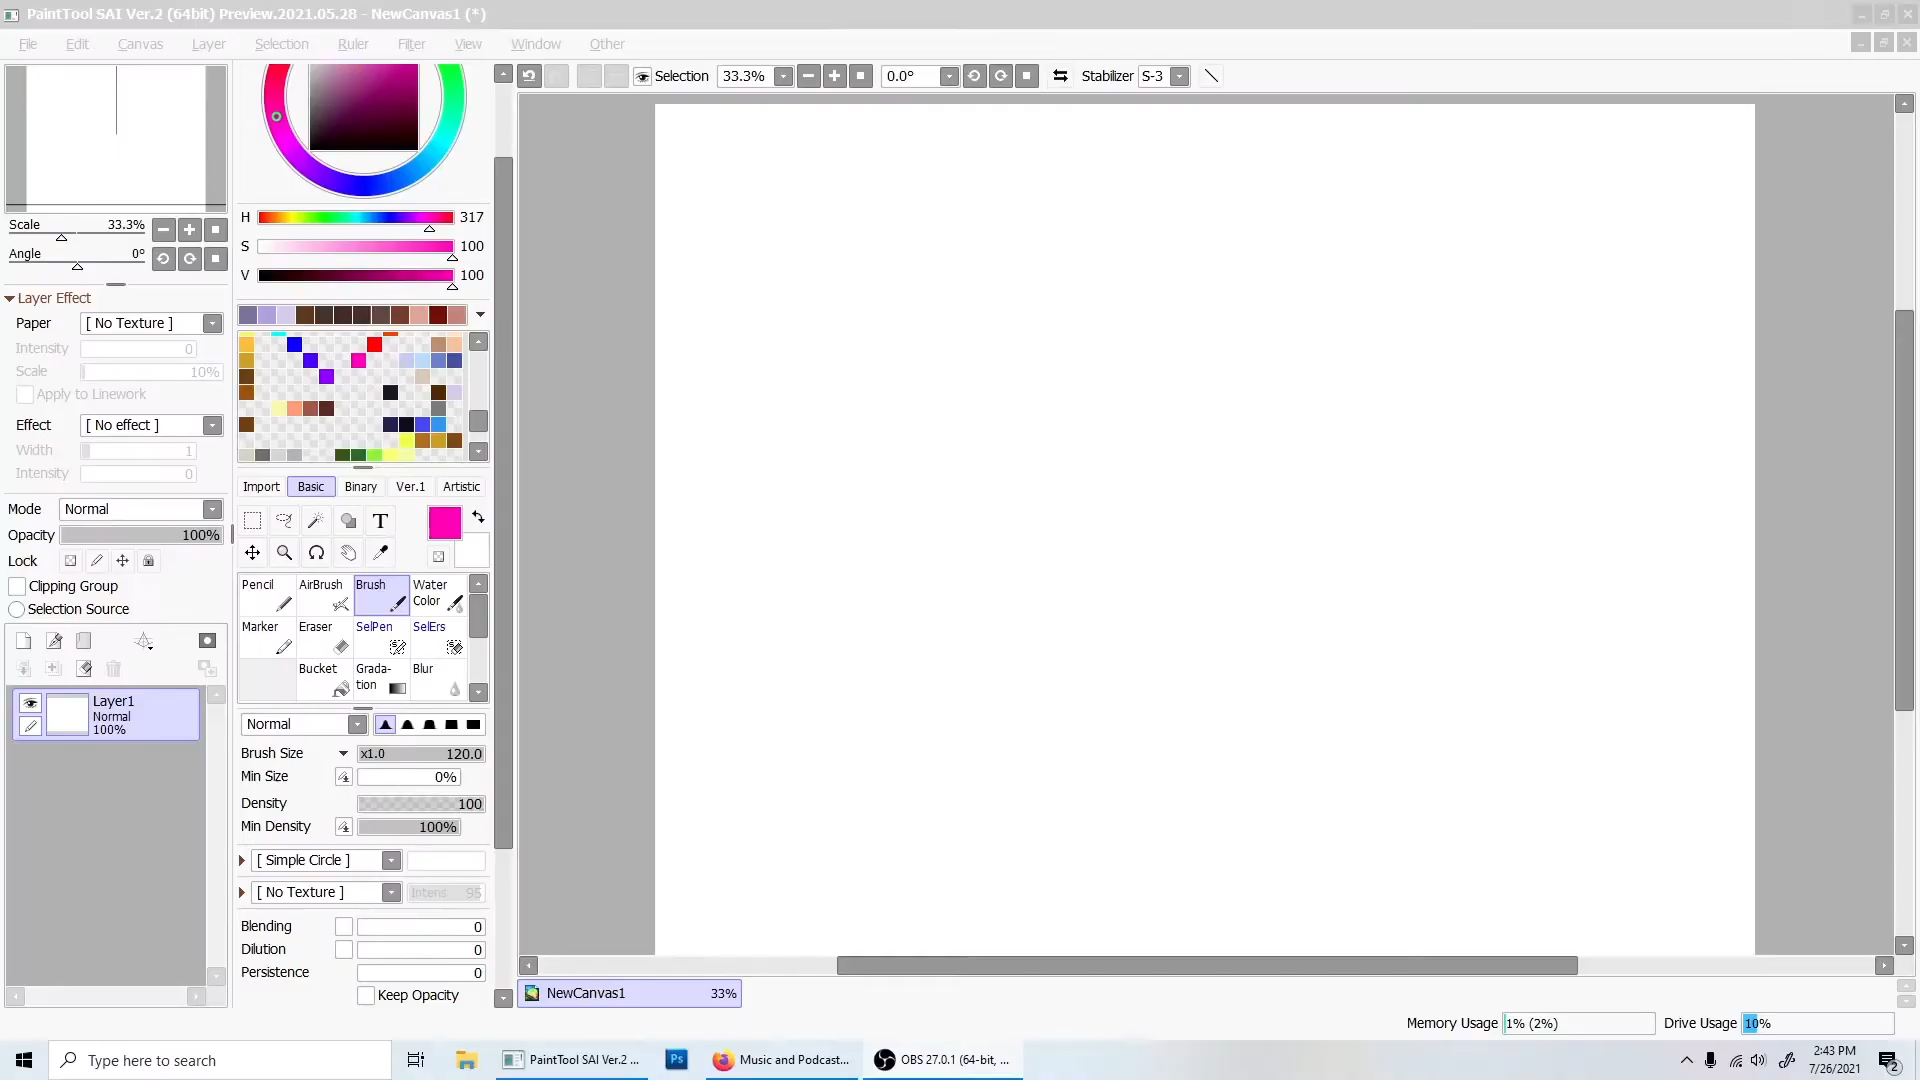 PaintTool SAI Ver.2 (64bit) Preview.2021.05.28 - NewCanvas1 (*)
File Edit Canvas Layer Selection Ruler Filter View Window Other
Selection 33.3% 0.0° Stabilizer S-3
Scale 33.3%
Angle 0°
Layer Effect
Paper [ No Texture ]
Intensity 0
Scale 10%
Apply to Linework
Effect [ No effect ]
Width 1
Intensity 0
Mode Normal
Opacity 100%
Lock
Clipping Group
Selection Source
Layer1
Normal
100%
H 317
S 100
V 100
Import Basic Binary Ver.1 Artistic
T
Pencil AirBrush Brush Water Color
Marker Eraser SelPen SelErs
Bucket Grada-tion Blur
Normal
Brush Size x1.0 120.0
Min Size 0%
Density 100
Min Density 100%
[ Simple Circle ]
[ No Texture ] Intens 95
Blending 0
Dilution 0
Persistence 0
Keep Opacity
NewCanvas1 33%
Memory Usage 1% (2%) Drive Usage 10%
Type here to search
Ps
PaintTool SAI Ver.2 ...
Music and Podcast...
OBS 27.0.1 (64-bit, ...
2:43 PM
7/26/2021
2